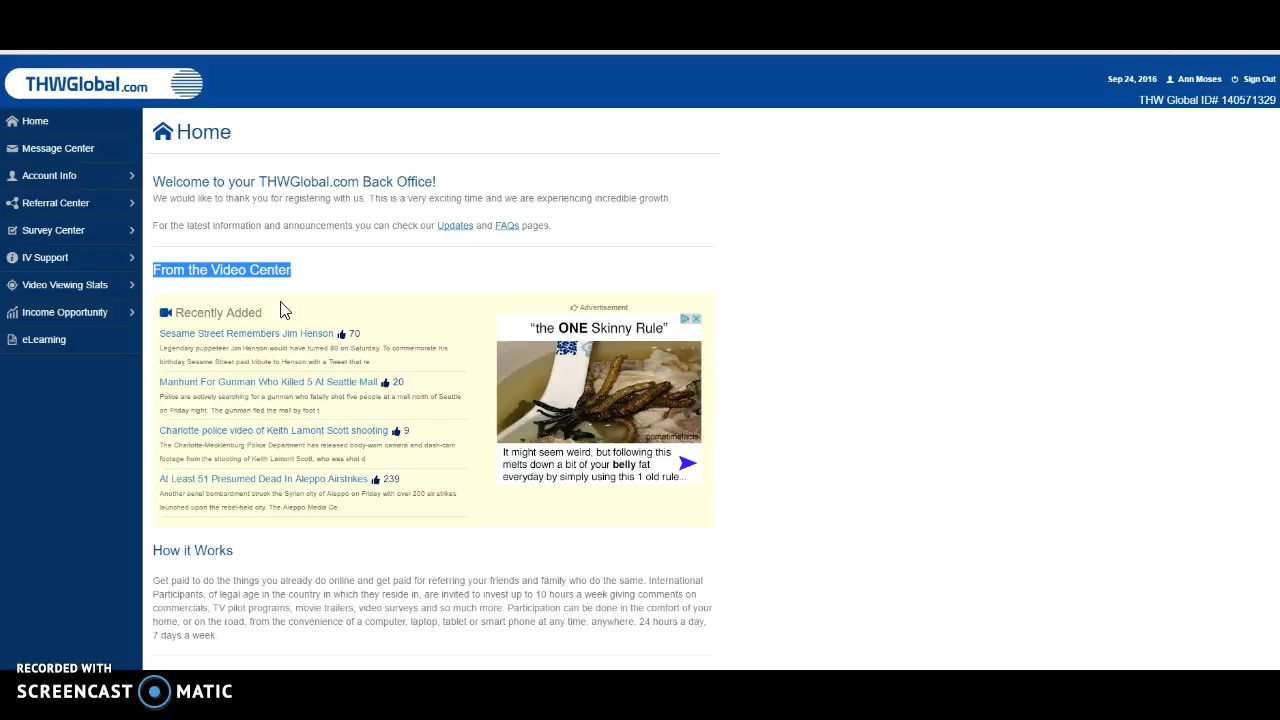 THWGlobal.com
Sep 24, 2016 Ann Moses Sign Out
THW Global ID# 140571329
Home
Message Center
Account Info
Referral Center
Survey Center
IV Support
Video Viewing Stats
Income Opportunity
eLearning
Home
Welcome to your THWGlobal.com Back Office!
We would like to thank you for registering with us. This is a very exciting time and we are experiencing incredible growth.
For the latest information and announcements you can check our Updates and FAQs pages.
From the Video Center
Recently Added
Sesame Street Remembers Jim Henson 70
Legendary puppeteer Jim Henson would have turned 80 on Saturday. To commemorate his
birthday Sesame Street paid tribute to Henson with a Tweet that re
Manhunt For Gunman Who Killed 5 At Seattle Mall 20
Police are actively searching for a gunman who fatally shot five people at a mall north of Seattle
on Friday night. The gunman fled the mall by foot t
Charlotte police video of Keith Lamont Scott shooting 9
The Charlotte-Mecklenburg Police Department has released body-worn camera and dash-cam
footage from the shooting of Keith Lamont Scott, who was shot d
At Least 51 Presumed Dead In Aleppo Airstrikes 239
Another aerial bombardment struck the Syrian city of Aleppo on Friday with over 200 air strikes
launched upon the rebel-held city. The Aleppo Media Ce
Advertisement
"the ONE Skinny Rule"
primatimefacts
It might seem weird, but following this
melts down a bit of your belly fat
everyday by simply using this 1 old rule...
How it Works
Get paid to do the things you already do online and get paid for referring your friends and family who do the same. International
Participants, of legal age in the country in which they reside in, are invited to invest up to 10 hours a week giving comments on
commercials, TV pilot programs, movie trailers, video surveys and so much more. Participation can be done in the comfort of your
home, or on the road, from the convenience of a computer, laptop, tablet or smart phone at any time, anywhere, 24 hours a day,
7 days a week.
RECORDED WITH
SCREENCAST MATIC